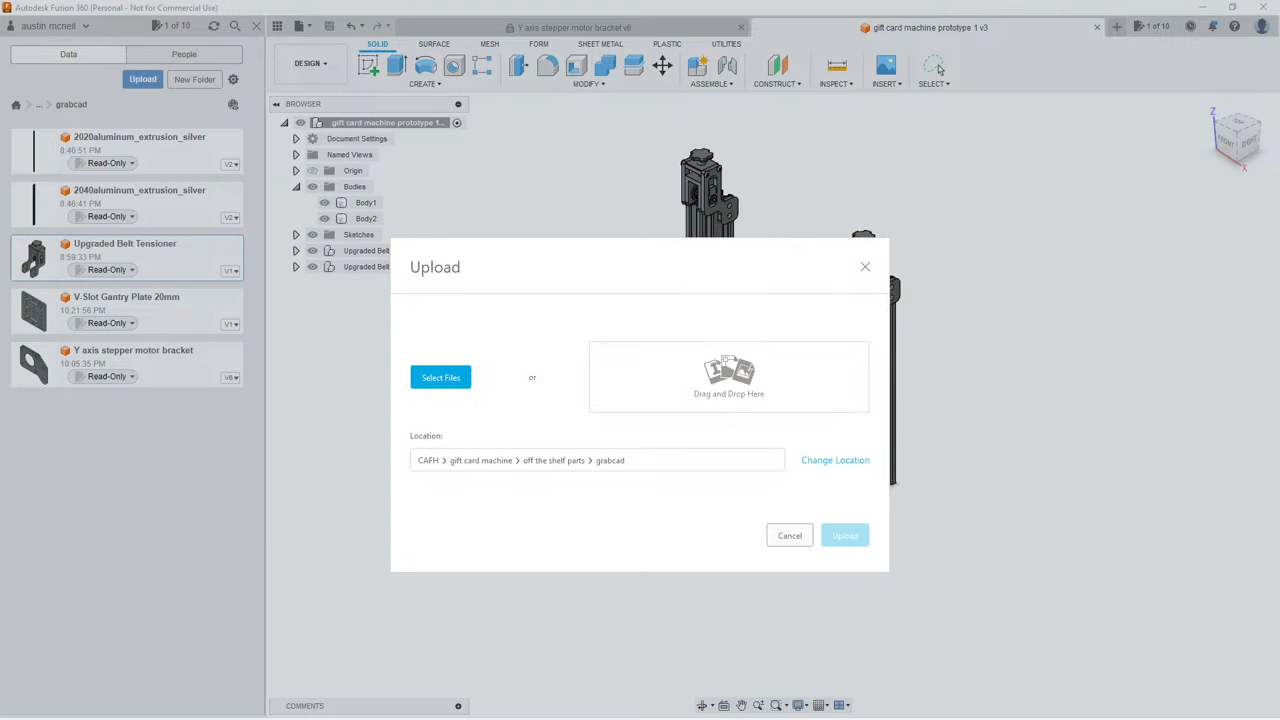 Autodesk Fusion 360 (Personal - Not for Commercial Use)
austin mcneil
1 of 10
Y axis stepper motor bracket v6
gift card machine prototype 1 v3
1 of 10
Data
People
Upload
New Folder
... grabcad
2020aluminum_extrusion_silver
8:46:51 PM
Read-Only
V2
2040aluminum_extrusion_silver
8:46:41 PM
Read-Only
V2
Upgraded Belt Tensioner
8:59:33 PM
Read-Only
V1
V-Slot Gantry Plate 20mm
10:21:56 PM
Read-Only
V1
Y axis stepper motor bracket
10:05:35 PM
Read-Only
V6
DESIGN
SOLID
SURFACE
MESH
FORM
SHEET METAL
PLASTIC
UTILITIES
CREATE
MODIFY
ASSEMBLE
CONSTRUCT
INSPECT
INSERT
SELECT
BROWSER
gift card machine prototype 1...
Document Settings
Named Views
Origin
Bodies
Body1
Body2
Sketches
Upgraded Belt
Upgraded Belt
Z
FRONT
RIGHT
X
Upload
Select Files
or
Drag and Drop Here
Location:
CAFH > gift card machine > off the shelf parts > grabcad
Change Location
Cancel
Upload
COMMENTS